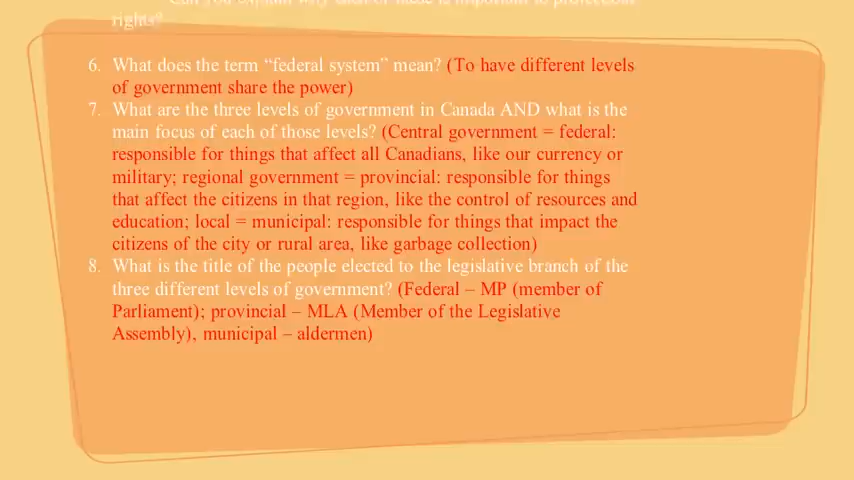 rights?
6. What does the term “federal system” mean? (To have different levels
of government share the power)
7. What are the three levels of government in Canada AND what is the
main focus of each of those levels? (Central government = federal:
responsible for things that affect all Canadians, like our currency or
military; regional government = provincial: responsible for things
that affect the citizens in that region, like the control of resources and
education; local = municipal: responsible for things that impact the
citizens of the city or rural area, like garbage collection)
8. What is the title of the people elected to the legislative branch of the
three different levels of government? (Federal – MP (member of
Parliament); provincial – MLA (Member of the Legislative
Assembly), municipal – aldermen)